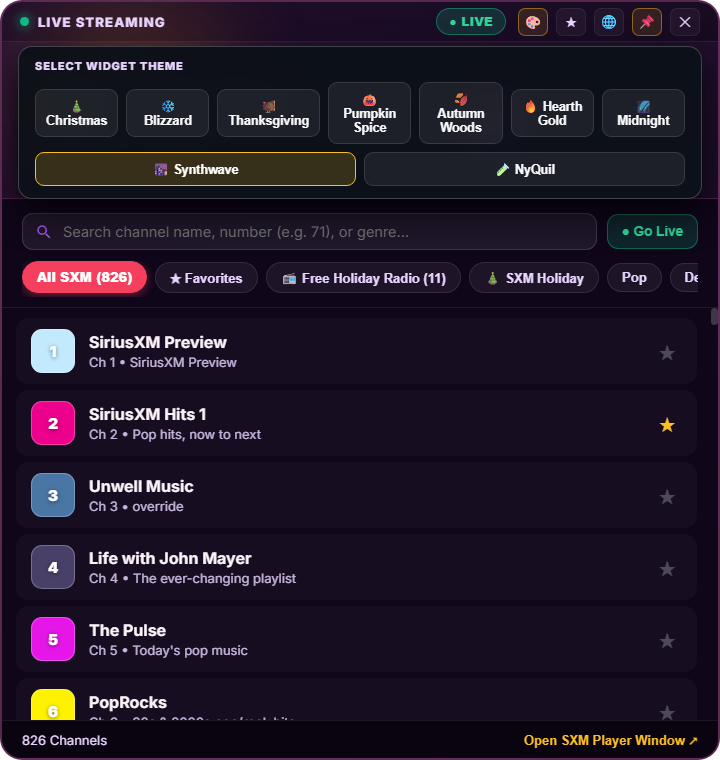 LIVE STREAMING
● LIVE
SELECT WIDGET THEME
Christmas
Blizzard
Thanksgiving
Pumpkin
Spice
Autumn
Woods
Hearth
Gold
Midnight
Synthwave
NyQuil
Search channel name, number (e.g. 71), or genre...
● Go Live
All SXM (826)
★ Favorites
Free Holiday Radio (11)
SXM Holiday
Pop
De
1
SiriusXM Preview
Ch 1 • SiriusXM Preview
2
SiriusXM Hits 1
Ch 2 • Pop hits, now to next
3
Unwell Music
Ch 3 • override
4
Life with John Mayer
Ch 4 • The ever-changing playlist
5
The Pulse
Ch 5 • Today's pop music
6
PopRocks
826 Channels
Open SXM Player Window ↗